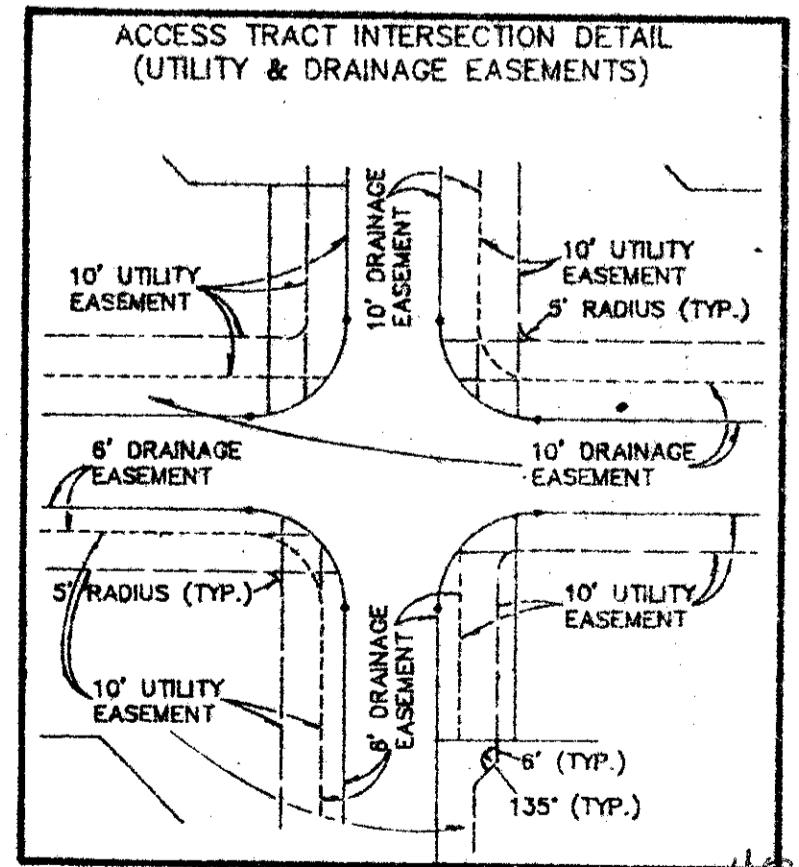 ACCESS TRACT INTERSECTION DETAIL
(UTILITY & DRAINAGE EASEMENTS)
10' DRAINAGE
EASEMENT
10' UTILITY
EASEMENT
10' UTILITY
EASEMENT
5' RADIUS (TYP.)
6' DRAINAGE
EASEMENT
10' DRAINAGE
EASEMENT
5' RADIUS (TYP.)
10' UTILITY
EASEMENT
6' DRAINAGE
EASEMENT
10' UTILITY
EASEMENT
6' (TYP.)
135° (TYP.)